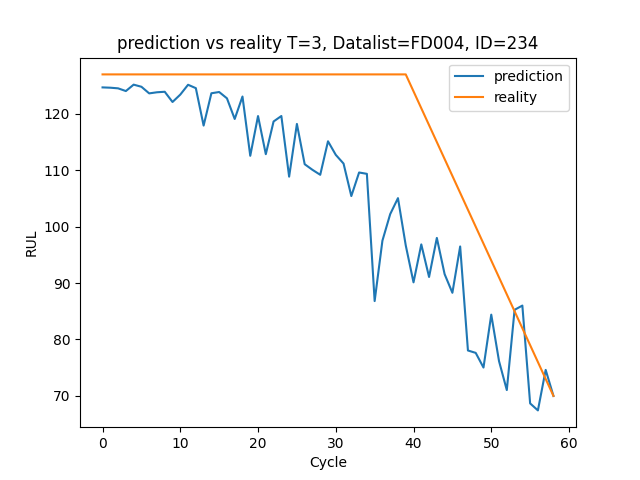 prediction vs reality T=3, Datalist=FD004, ID=234
prediction
reality
RUL
120
110
100
90
80
70
0 10 20 30 40 50 60
Cycle